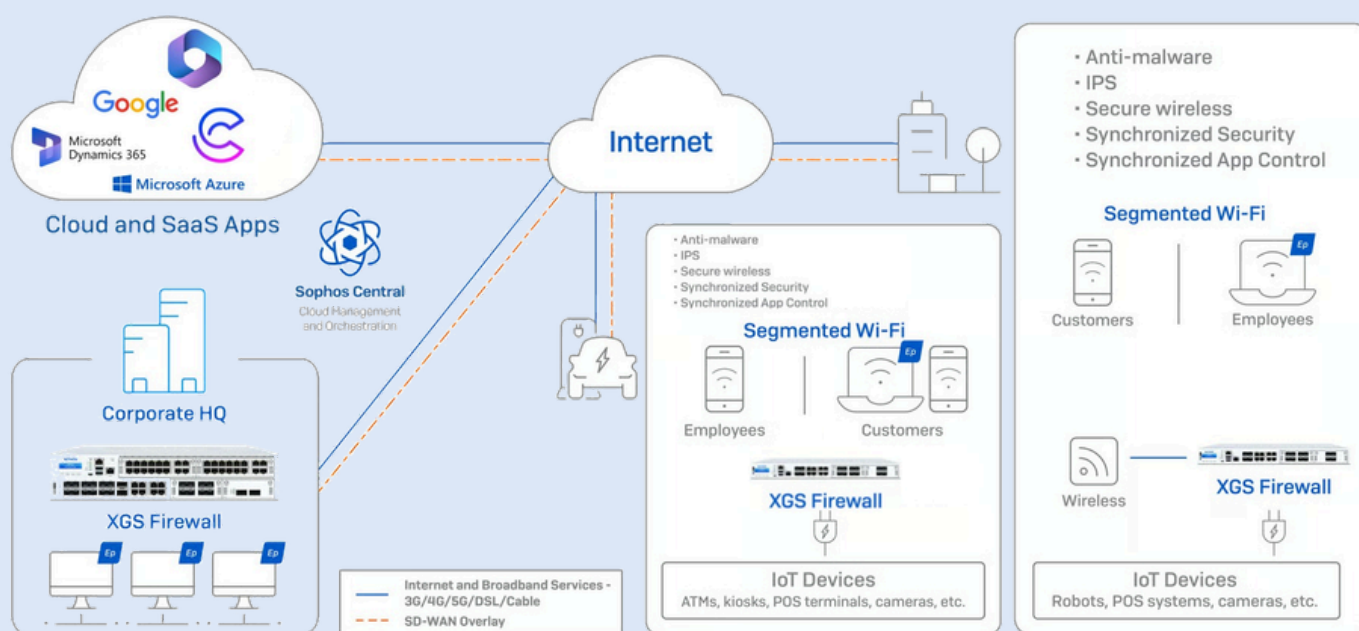 Google
Microsoft
Dynamics 365
Microsoft Azure
Cloud and SaaS Apps
Sophos Central
Cloud Management
and Orchestration
Internet
Corporate HQ
XGS Firewall
Ep
Ep
Ep
Internet and Broadband Services -
3G/4G/5G/DSL/Cable
SD-WAN Overlay
• Anti-malware
• IPS
• Secure wireless
• Synchronized Security
• Synchronized App Control
Segmented Wi-Fi
Ep
Employees
Customers
XGS Firewall
IoT Devices
ATMs, kiosks, POS terminals, cameras, etc.
• Anti-malware
• IPS
• Secure wireless
• Synchronized Security
• Synchronized App Control
Segmented Wi-Fi
Ep
Customers
Employees
Wireless
XGS Firewall
IoT Devices
Robots, POS systems, cameras, etc.